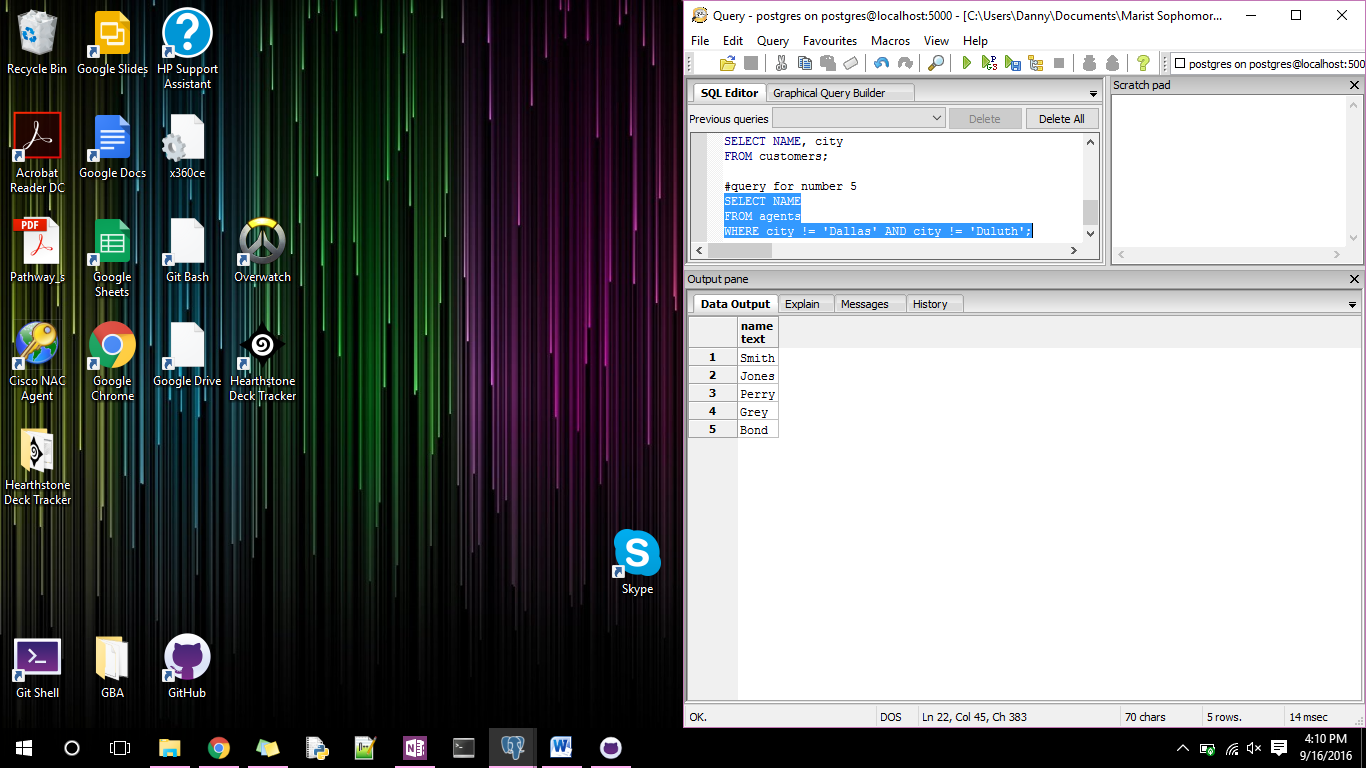 Recycle Bin
Google Slides
HP Support
Assistant
Acrobat
Reader DC
Google Docs
x360ce
PDF
Pathway_s
Google
Sheets
Git Bash
Overwatch
Cisco NAC
Agent
Google
Chrome
Google Drive
Hearthstone
Deck Tracker
Hearthstone
Deck Tracker
S
Skype
Git Shell
GBA
GitHub
Query - postgres on postgres@localhost:5000 - [C:\Users\Danny\Documents\Marist Sophomor...
File Edit Query Favourites Macros View Help
postgres on postgres@localhost:500
SQL Editor Graphical Query Builder
Scratch pad
Previous queries Delete Delete All
SELECT NAME, city
FROM customers;
#query for number 5
SELECT NAME
FROM agents
WHERE city != 'Dallas' AND city != 'Duluth';
Output pane
Data Output Explain Messages History
name
text
1 Smith
2 Jones
3 Perry
4 Grey
5 Bond
OK. DOS Ln 22, Col 45, Ch 383 70 chars 5 rows. 14 msec
4:10 PM
9/16/2016